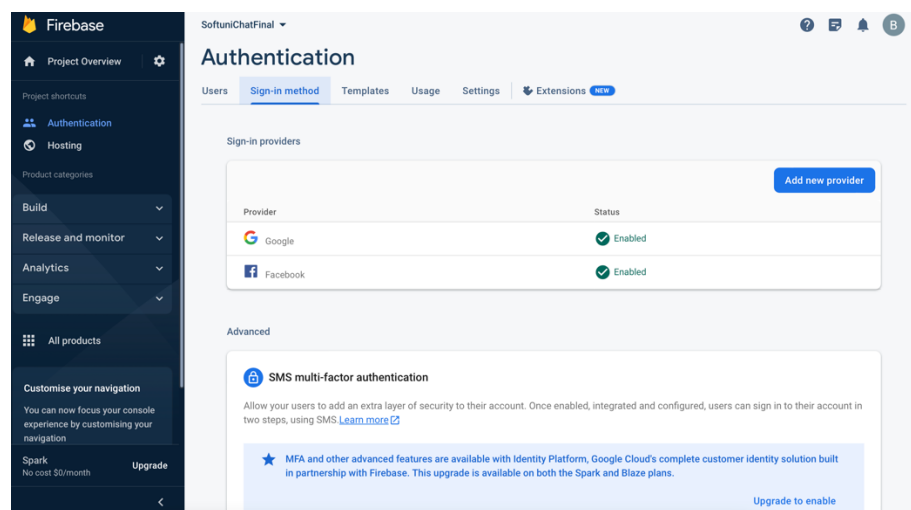 Firebase
SoftuniChatFinal
B
Project Overview
Authentication
Users Sign-in method Templates Usage Settings Extensions NEW
Project shortcuts
Authentication
Hosting
Product categories
Build
Release and monitor
Analytics
Engage
All products
Customise your navigation
You can now focus your console
experience by customising your
navigation
Spark
No cost $0/month
Upgrade
Sign-in providers
Add new provider
Provider Status
Google Enabled
Facebook Enabled
Advanced
SMS multi-factor authentication
Allow your users to add an extra layer of security to their account. Once enabled, integrated and configured, users can sign in to their account in
two steps, using SMS.Learn more
MFA and other advanced features are available with Identity Platform, Google Cloud's complete customer identity solution built
in partnership with Firebase. This upgrade is available on both the Spark and Blaze plans.
Upgrade to enable